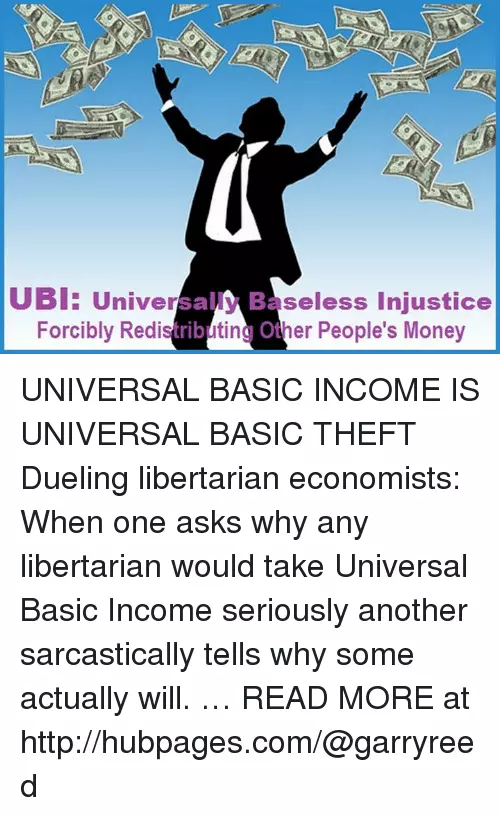 UBI: Universally Baseless Injustice
Forcibly Redistributing Other People's Money
UNIVERSAL BASIC INCOME IS
UNIVERSAL BASIC THEFT
Dueling libertarian economists:
When one asks why any
libertarian would take Universal
Basic Income seriously another
sarcastically tells why some
actually will. … READ MORE at
http://hubpages.com/@garryree
d